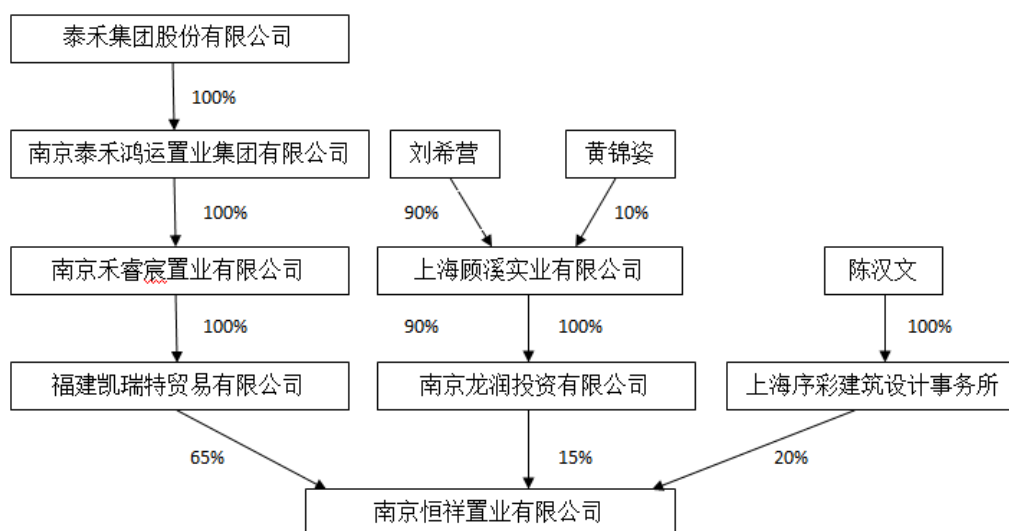 泰禾集团股份有限公司
100%
南京泰禾鸿运置业集团有限公司
刘希营
黄锦姿
100%
90%
10%
南京禾睿宸置业有限公司
上海顾溪实业有限公司
陈汉文
100%
90%
100%
100%
福建凯瑞特贸易有限公司
南京龙润投资有限公司
上海序彩建筑设计事务所
65%
15%
20%
南京恒祥置业有限公司